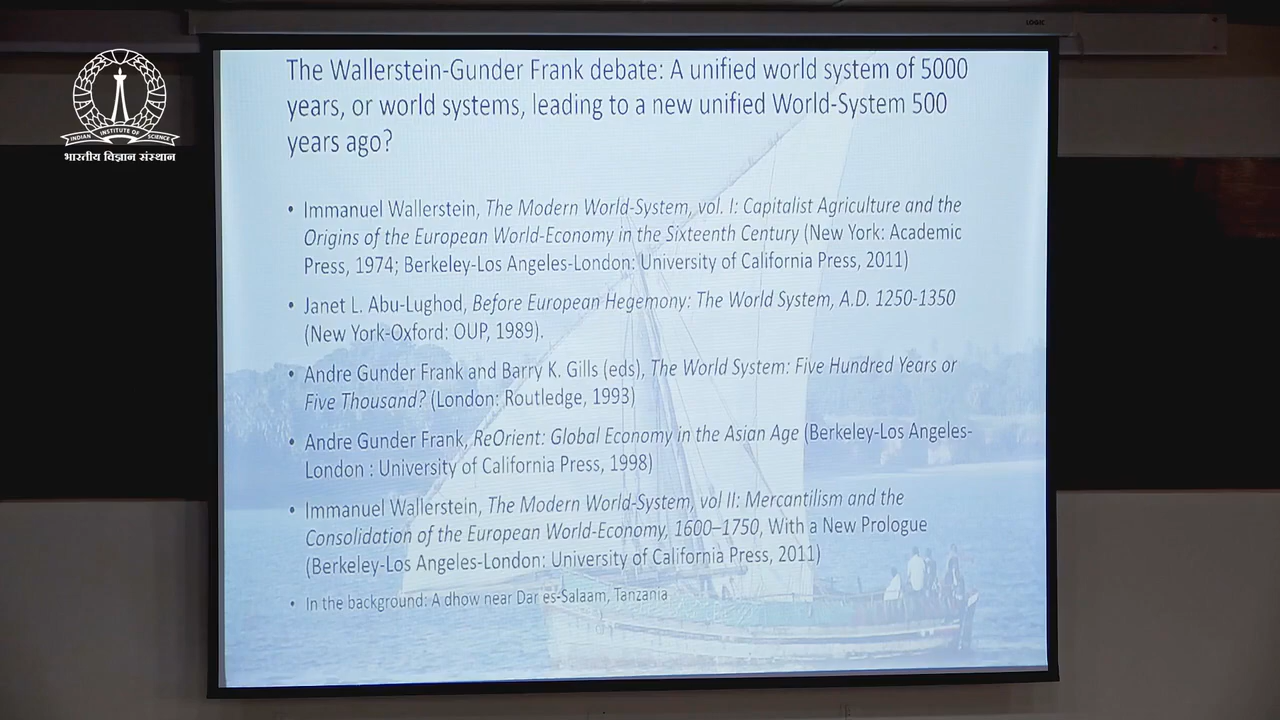 LOGIC
INDIAN INSTITUTE OF SCIENCE
भारतीय विज्ञान संस्थान
The Wallerstein-Gunder Frank debate: A unified world system of 5000
years, or world systems, leading to a new unified World-System 500
years ago?
• Immanuel Wallerstein, The Modern World-System, vol. I: Capitalist Agriculture and the
Origins of the European World-Economy in the Sixteenth Century (New York: Academic
Press, 1974; Berkeley-Los Angeles-London: University of California Press, 2011)
• Janet L. Abu-Lughod, Before European Hegemony: The World System, A.D. 1250-1350
(New York-Oxford: OUP, 1989).
• Andre Gunder Frank and Barry K. Gills (eds), The World System: Five Hundred Years or
Five Thousand? (London: Routledge, 1993)
• Andre Gunder Frank, ReOrient: Global Economy in the Asian Age (Berkeley-Los Angeles-
London : University of California Press, 1998)
• Immanuel Wallerstein, The Modern World-System, vol II: Mercantilism and the
Consolidation of the European World-Economy, 1600–1750, With a New Prologue
(Berkeley-Los Angeles-London: University of California Press, 2011)
• In the background: A dhow near Dar es-Salaam, Tanzania